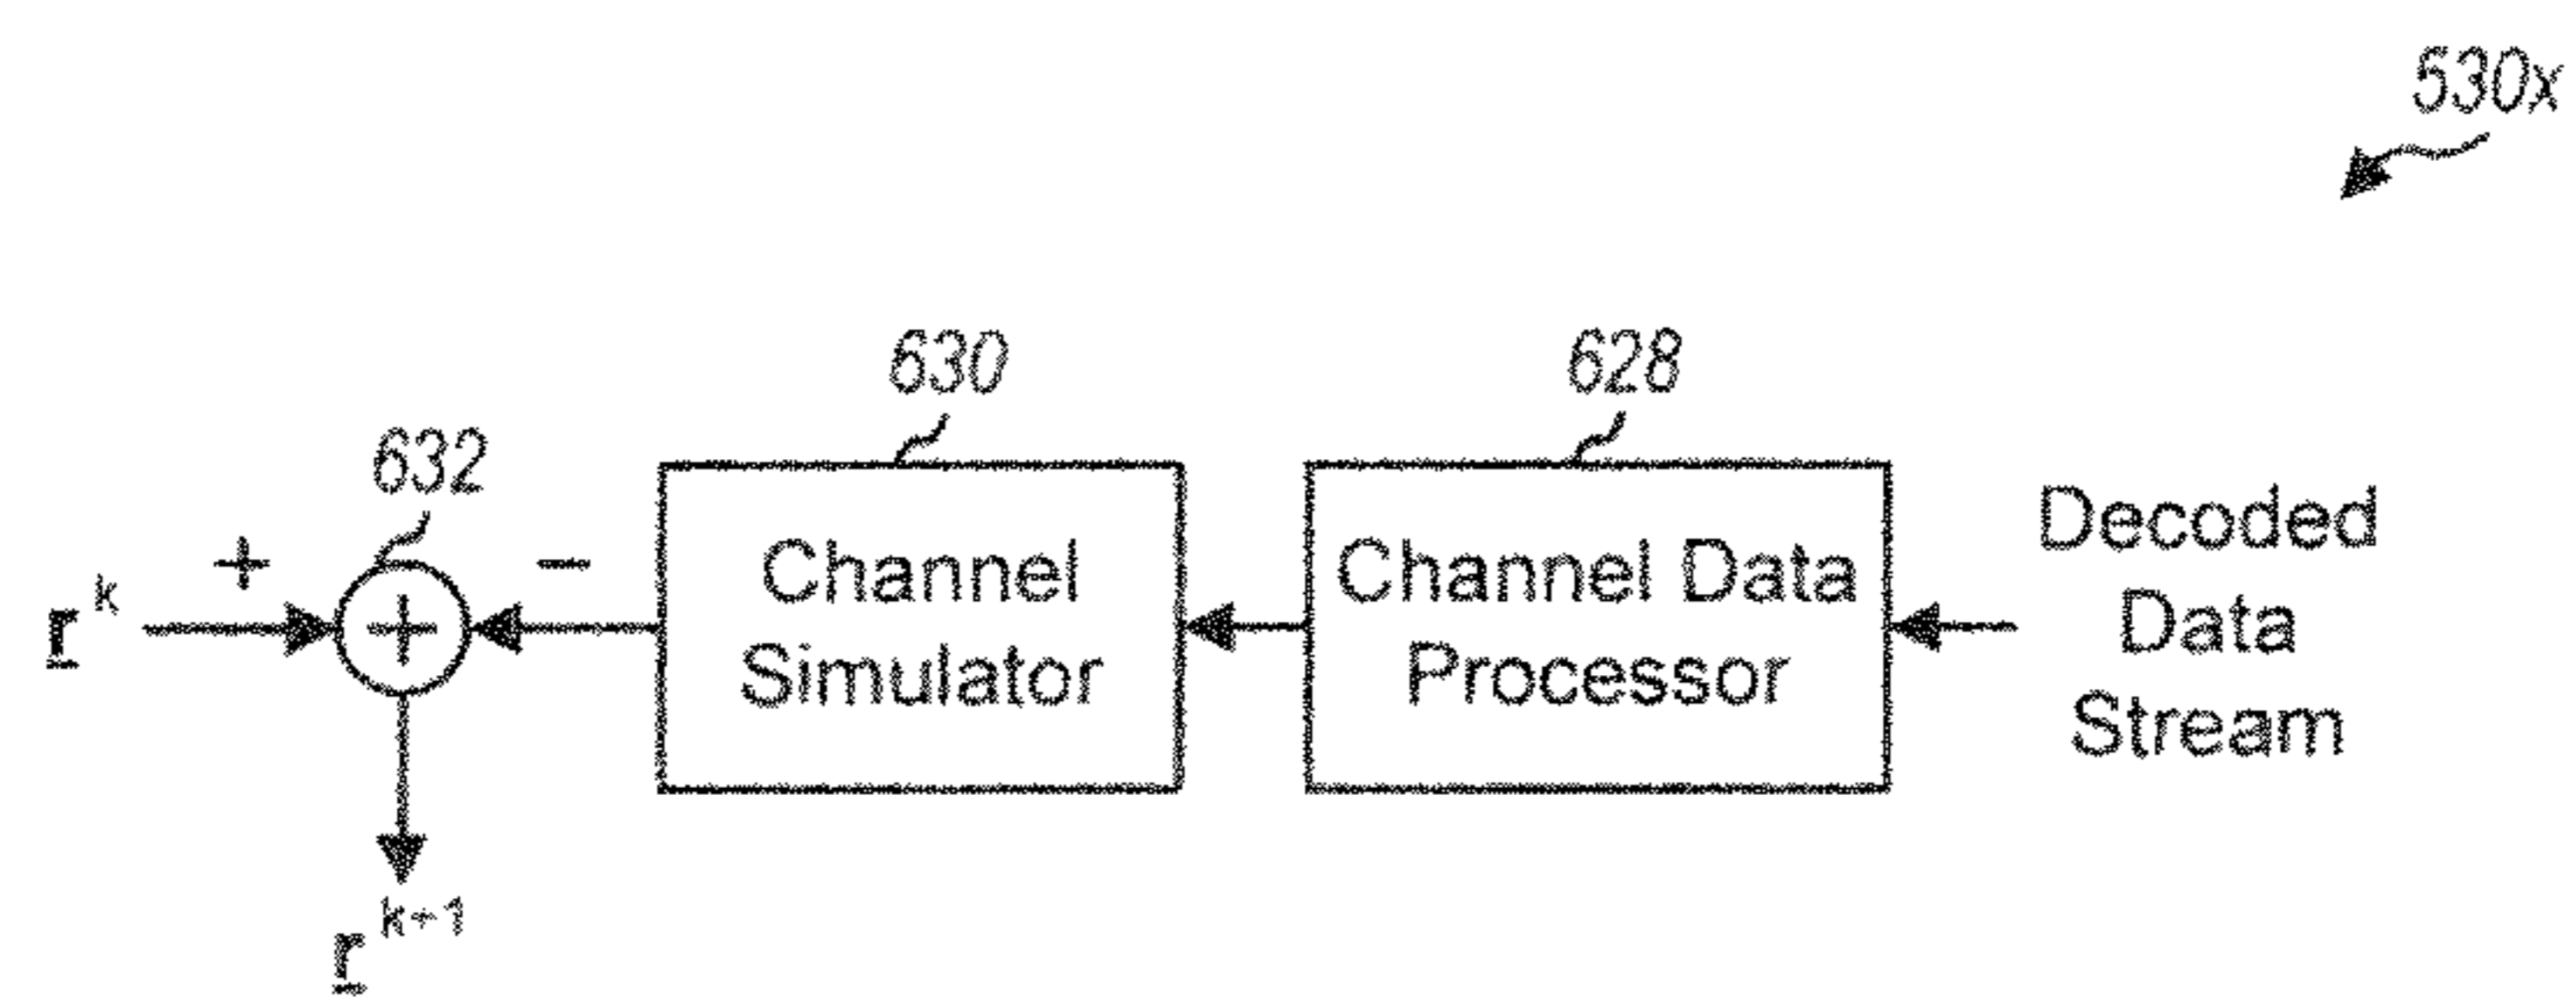 530x
630
628
632
+
−
r^k
+
Channel
Simulator
Channel Data
Processor
Decoded
Data
Stream
r^k+1